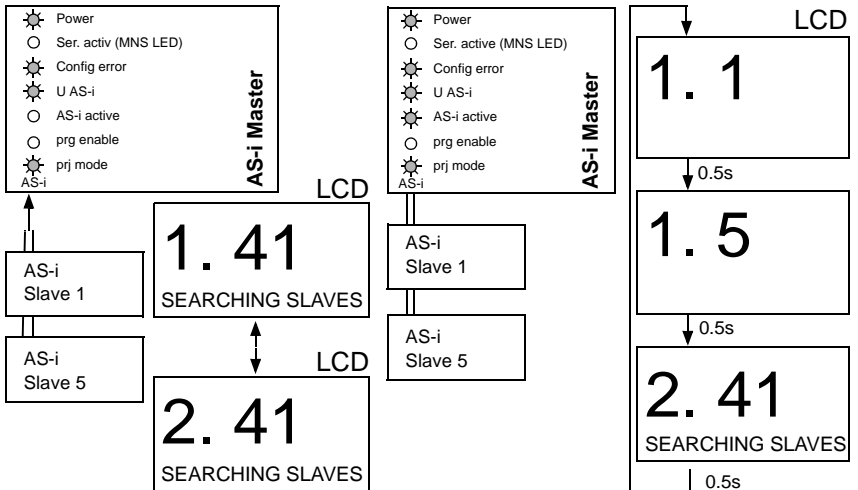 Power
Ser. activ (MNS LED)
Config error
U AS-i
AS-i active
prg enable
prj mode
AS-i
AS-i Master
AS-i
Slave 1
AS-i
Slave 5
LCD
1. 41
SEARCHING SLAVES
LCD
2. 41
SEARCHING SLAVES
Power
Ser. active (MNS LED)
Config error
U AS-i
AS-i active
prg enable
prj mode
AS-i
AS-i Master
AS-i
Slave 1
AS-i
Slave 5
LCD
1. 1
0.5s
1. 5
0.5s
2. 41
SEARCHING SLAVES
0.5s